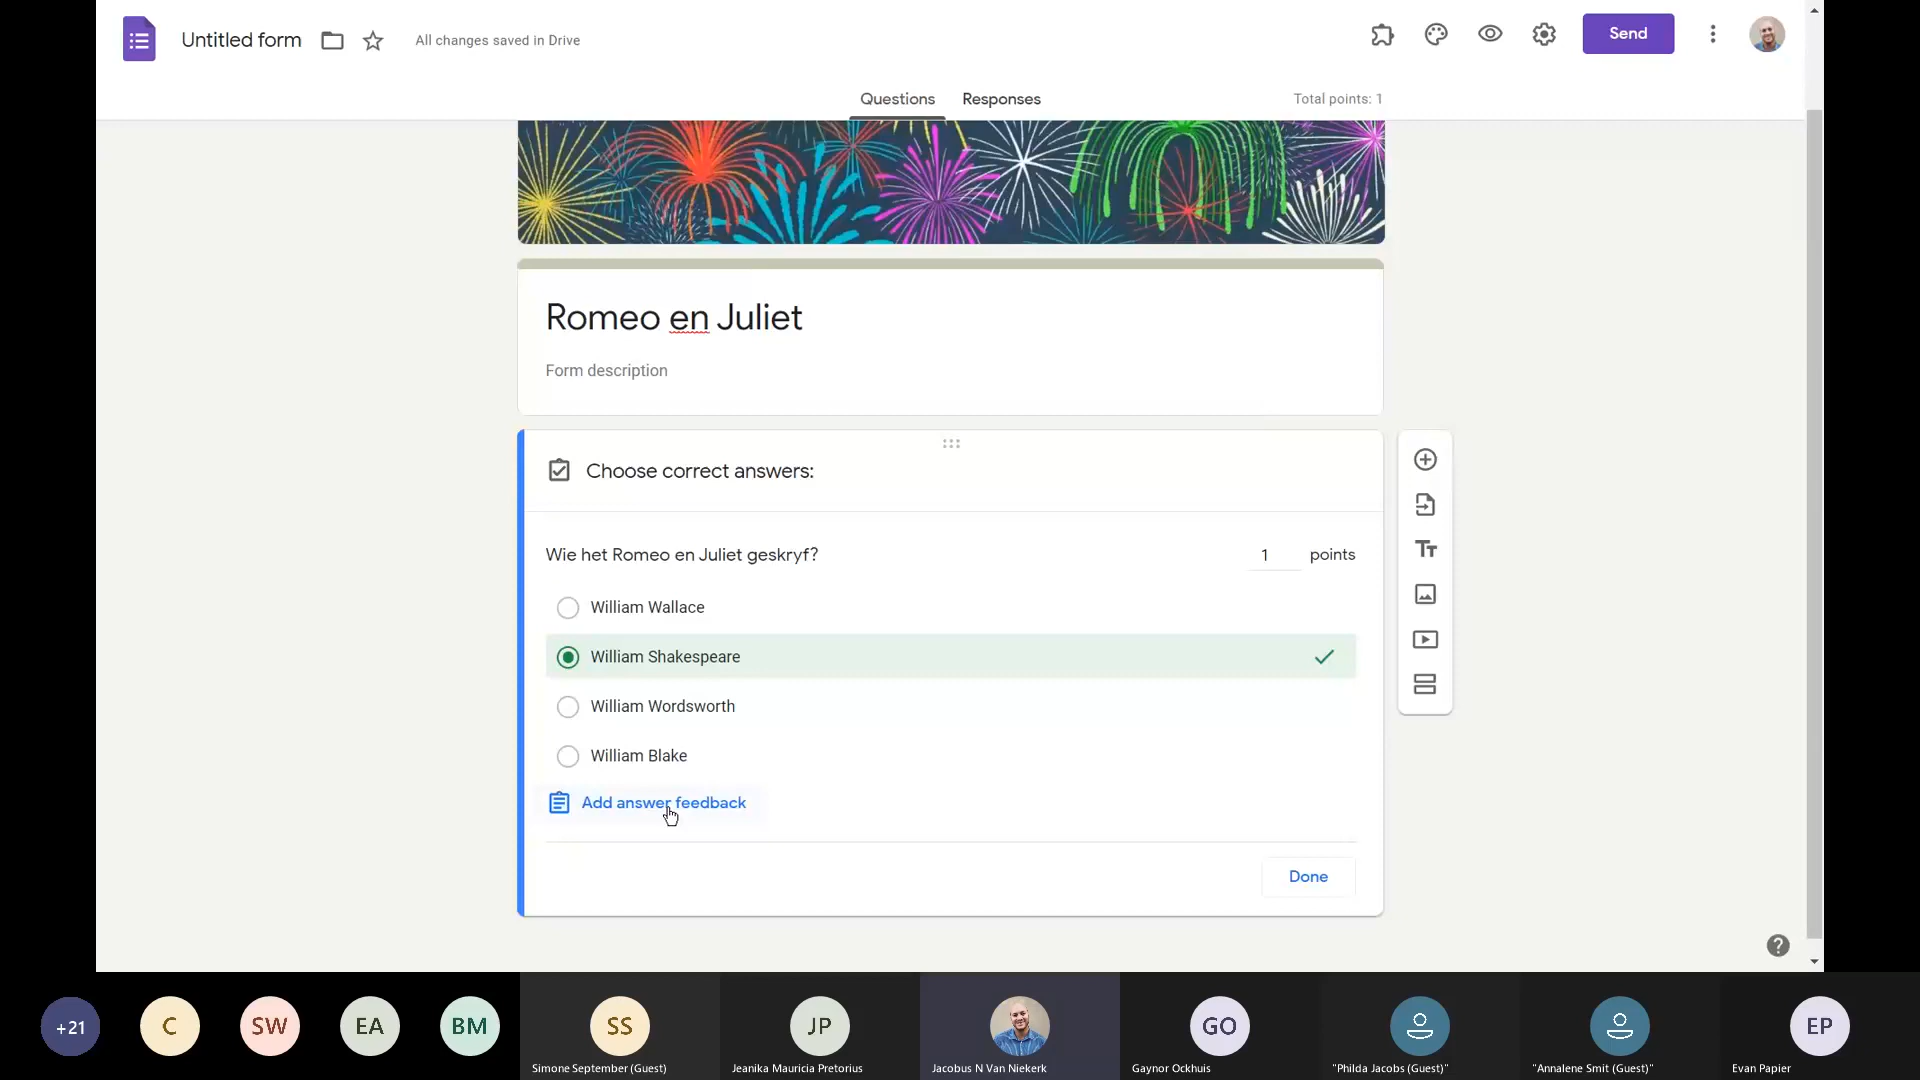 Untitled form
All changes saved in Drive
Send
Questions
Responses
Total points: 1
Romeo en Juliet
Form description
Choose correct answers:
Wie het Romeo en Juliet geskryf?
1 points
William Wallace
William Shakespeare
William Wordsworth
William Blake
Add answer feedback
Done
+21
C
SW
EA
BM
SS
JP
GO
EP
Simone September (Guest)
Jeanika Mauricia Pretorius
Jacobus N Van Niekerk
Gaynor Ockhuis
"Philda Jacobs (Guest)"
"Annalene Smit (Guest)"
Evan Papier